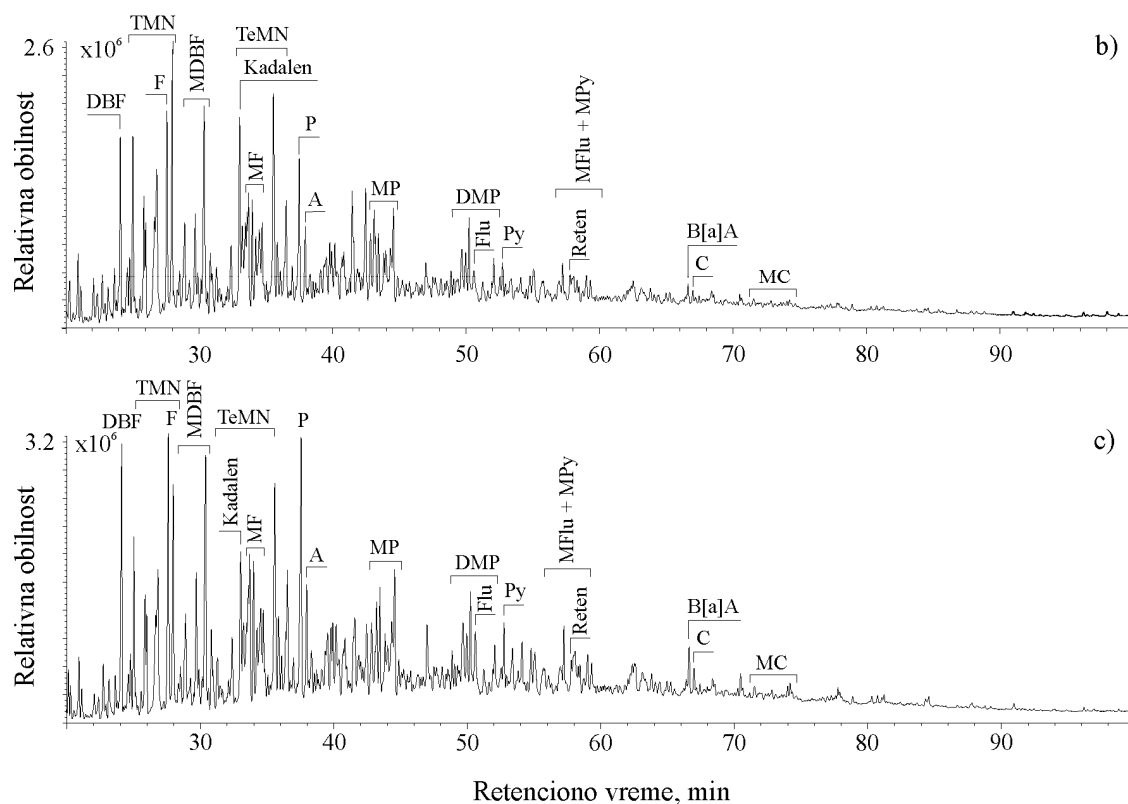 b)
2.6
x10⁶
TMN
TeMN
Kadalen
DBF
F
MDBF
P
MF
A
MP
DMP
Flu
Py
MFlu + MPy
Reten
B[a]A
C
MC
Relativna obilnost
30 40 50 60 70 80 90
c)
3.2
x10⁶
TMN
DBF
F
MDBF
TeMN
P
Kadalen
MF
A
MP
DMP
Flu
Py
MFlu + MPy
Reten
B[a]A
C
MC
Relativna obilnost
30 40 50 60 70 80 90
Retenciono vreme, min